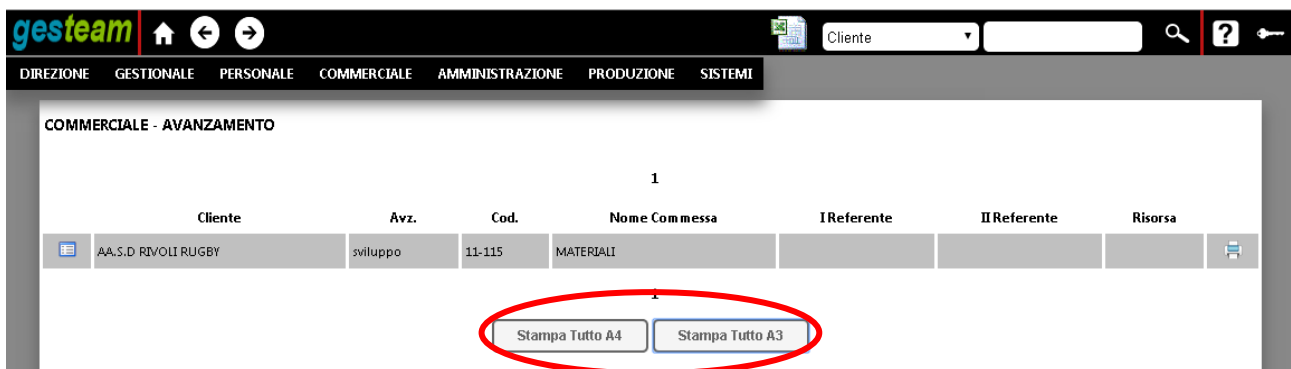 gesteam Cliente ?
DIREZIONE GESTIONALE PERSONALE COMMERCIALE AMMINISTRAZIONE PRODUZIONE SISTEMI
COMMERCIALE - AVANZAMENTO
1
Cliente Avz. Cod. Nome Commessa I Referente II Referente Risorsa
AA.S.D RIVOLI RUGBY sviluppo 11-115 MATERIALI
1
Stampa Tutto A4 Stampa Tutto A3